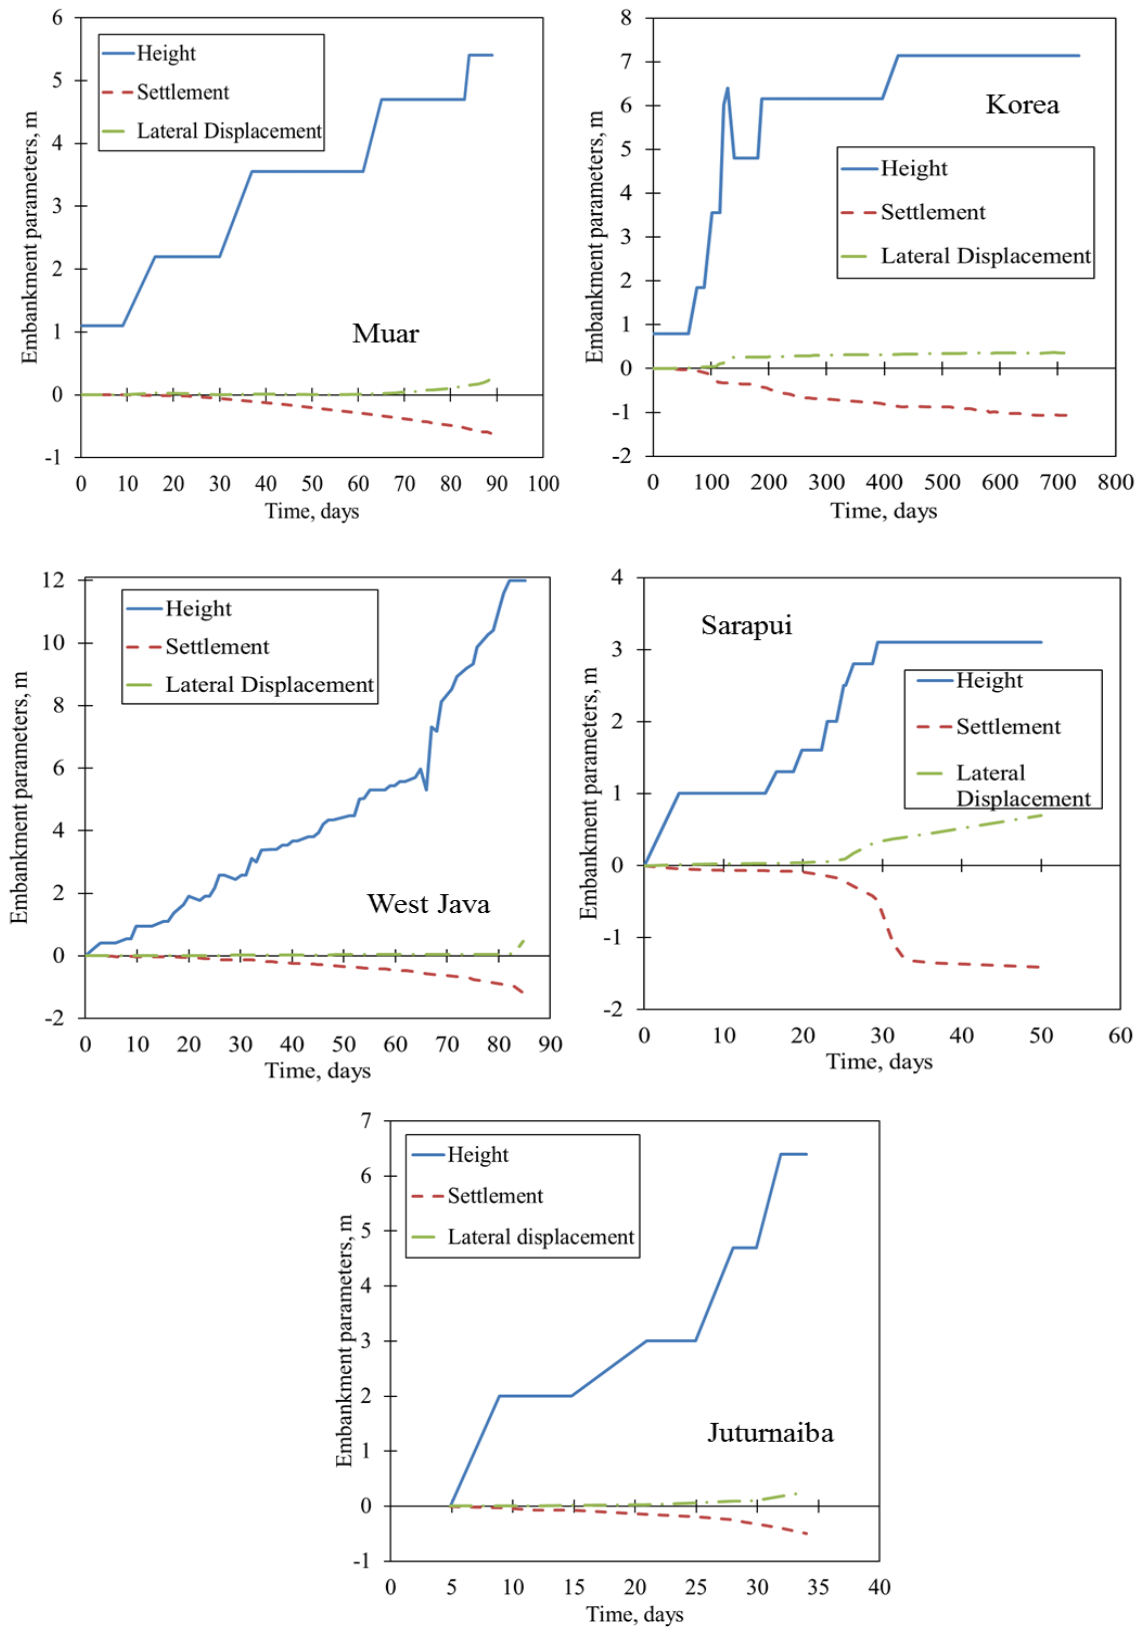 6
5
4
3
2
1
0
-1
Embankment parameters, m
Height
Settlement
Lateral Displacement
Muar
0 10 20 30 40 50 60 70 80 90 100
Time, days
8
7
6
5
4
3
2
1
0
-1
-2
Embankment parameters, m
Korea
Height
Settlement
Lateral Displacement
0 100 200 300 400 500 600 700 800
Time, days
12
10
8
6
4
2
0
-2
Embankment parameters, m
Height
Settlement
Lateral Displacement
West Java
0 10 20 30 40 50 60 70 80 90
Time, days
4
3
2
1
0
-1
-2
Embankment parameters, m
Sarapui
Height
Settlement
Lateral
Displacement
0 10 20 30 40 50 60
Time, days
7
6
5
4
3
2
1
0
-1
Embankment parameters, m
Height
Settlement
Lateral displacement
Juturnaiba
0 5 10 15 20 25 30 35 40
Time, days